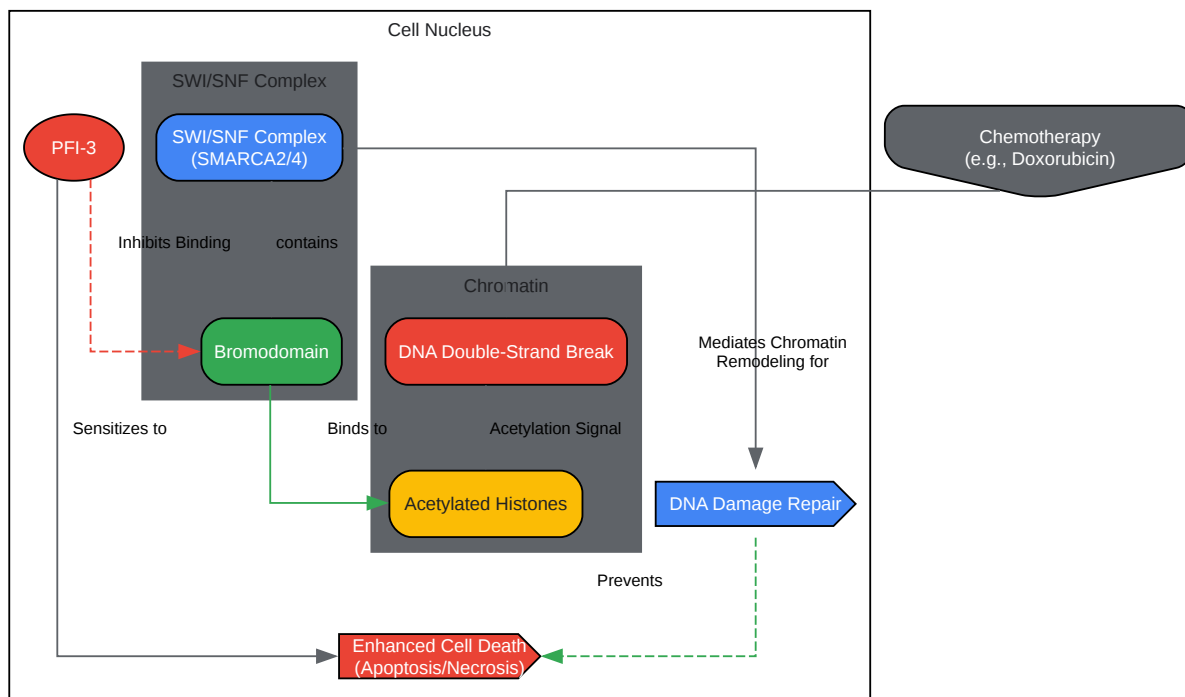 Cell Nucleus
SWI/SNF Complex
PFI-3
SWI/SNF Complex
(SMARCA2/4)
Chemotherapy
(e.g., Doxorubicin)
Inhibits Binding
contains
Chromatin
Bromodomain
DNA Double-Strand Break
Mediates Chromatin
Remodeling for
Sensitizes to
Binds to
Acetylation Signal
Acetylated Histones
DNA Damage Repair
Prevents
Enhanced Cell Death
(Apoptosis/Necrosis)